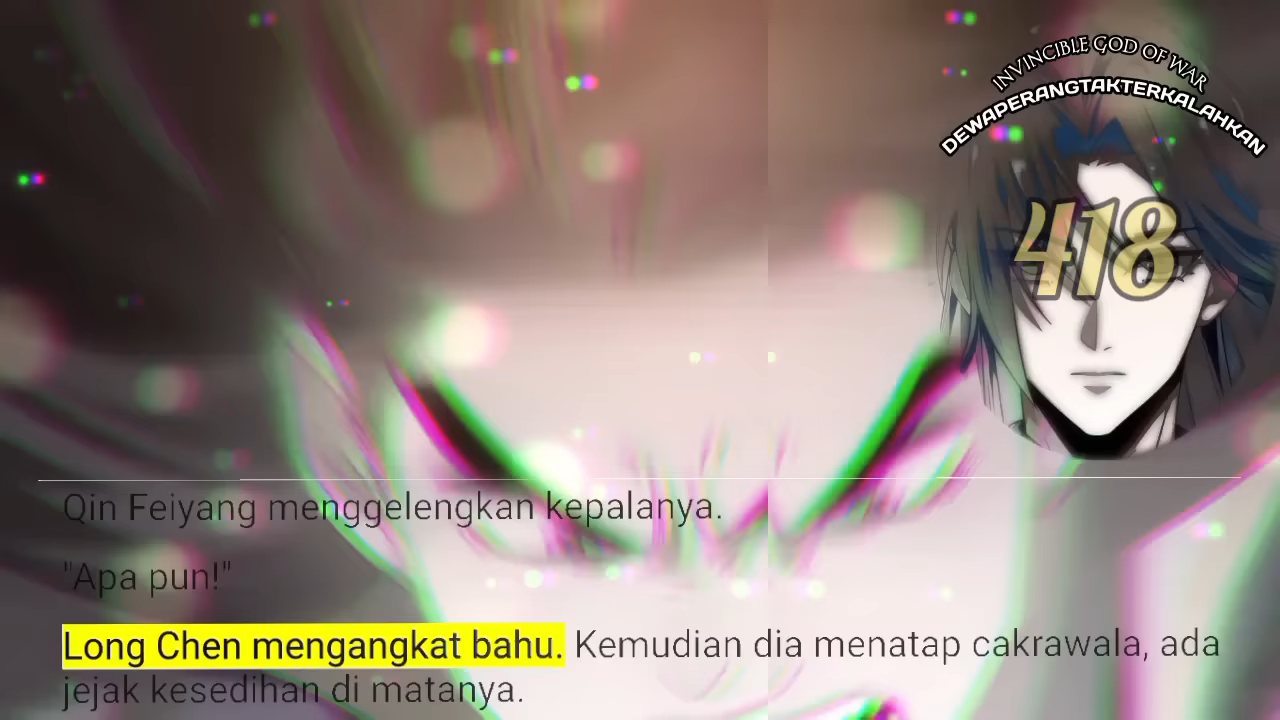 INVINCIBLE GOD OF WAR
DEWAPERANGTAKTERKALAHKAN
418
Qin Feiyang menggelengkan kepalanya.
"Apa pun!"
Long Chen mengangkat bahu. Kemudian dia menatap cakrawala, ada
jejak kesedihan di matanya.